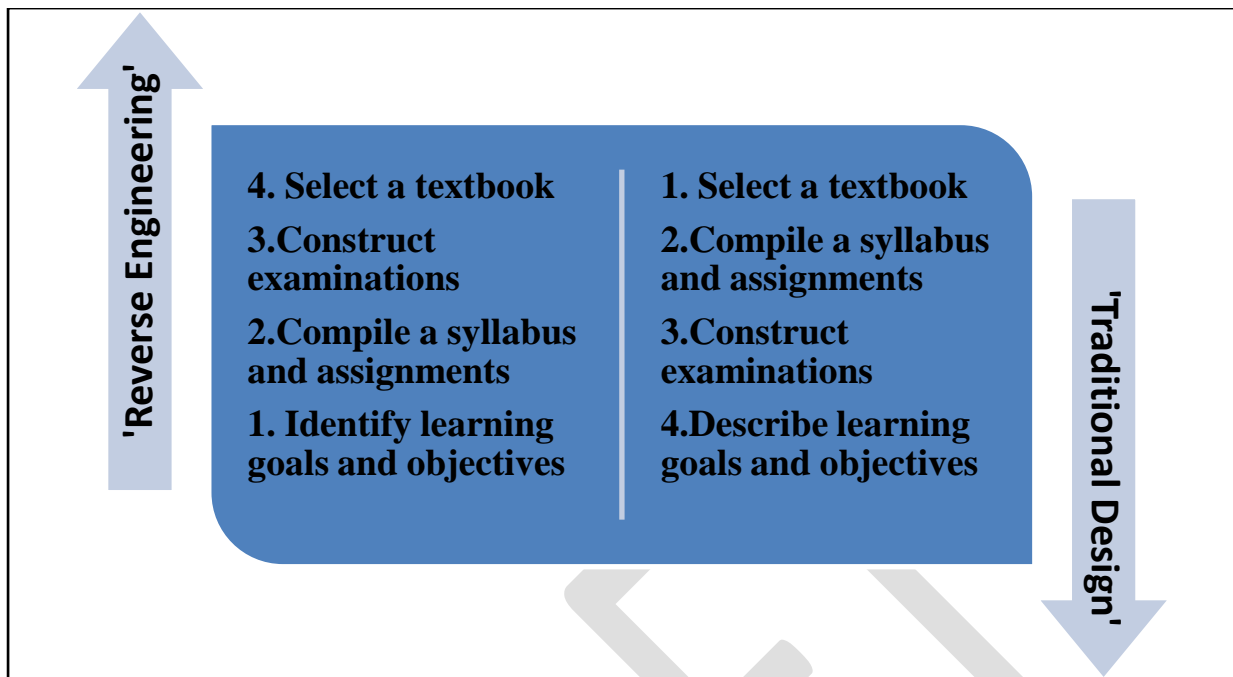 'Reverse Engineering'
4. Select a textbook
3.Construct
examinations
2.Compile a syllabus
and assignments
1. Identify learning
goals and objectives
1. Select a textbook
2.Compile a syllabus
and assignments
3.Construct
examinations
4.Describe learning
goals and objectives
'Traditional Design'